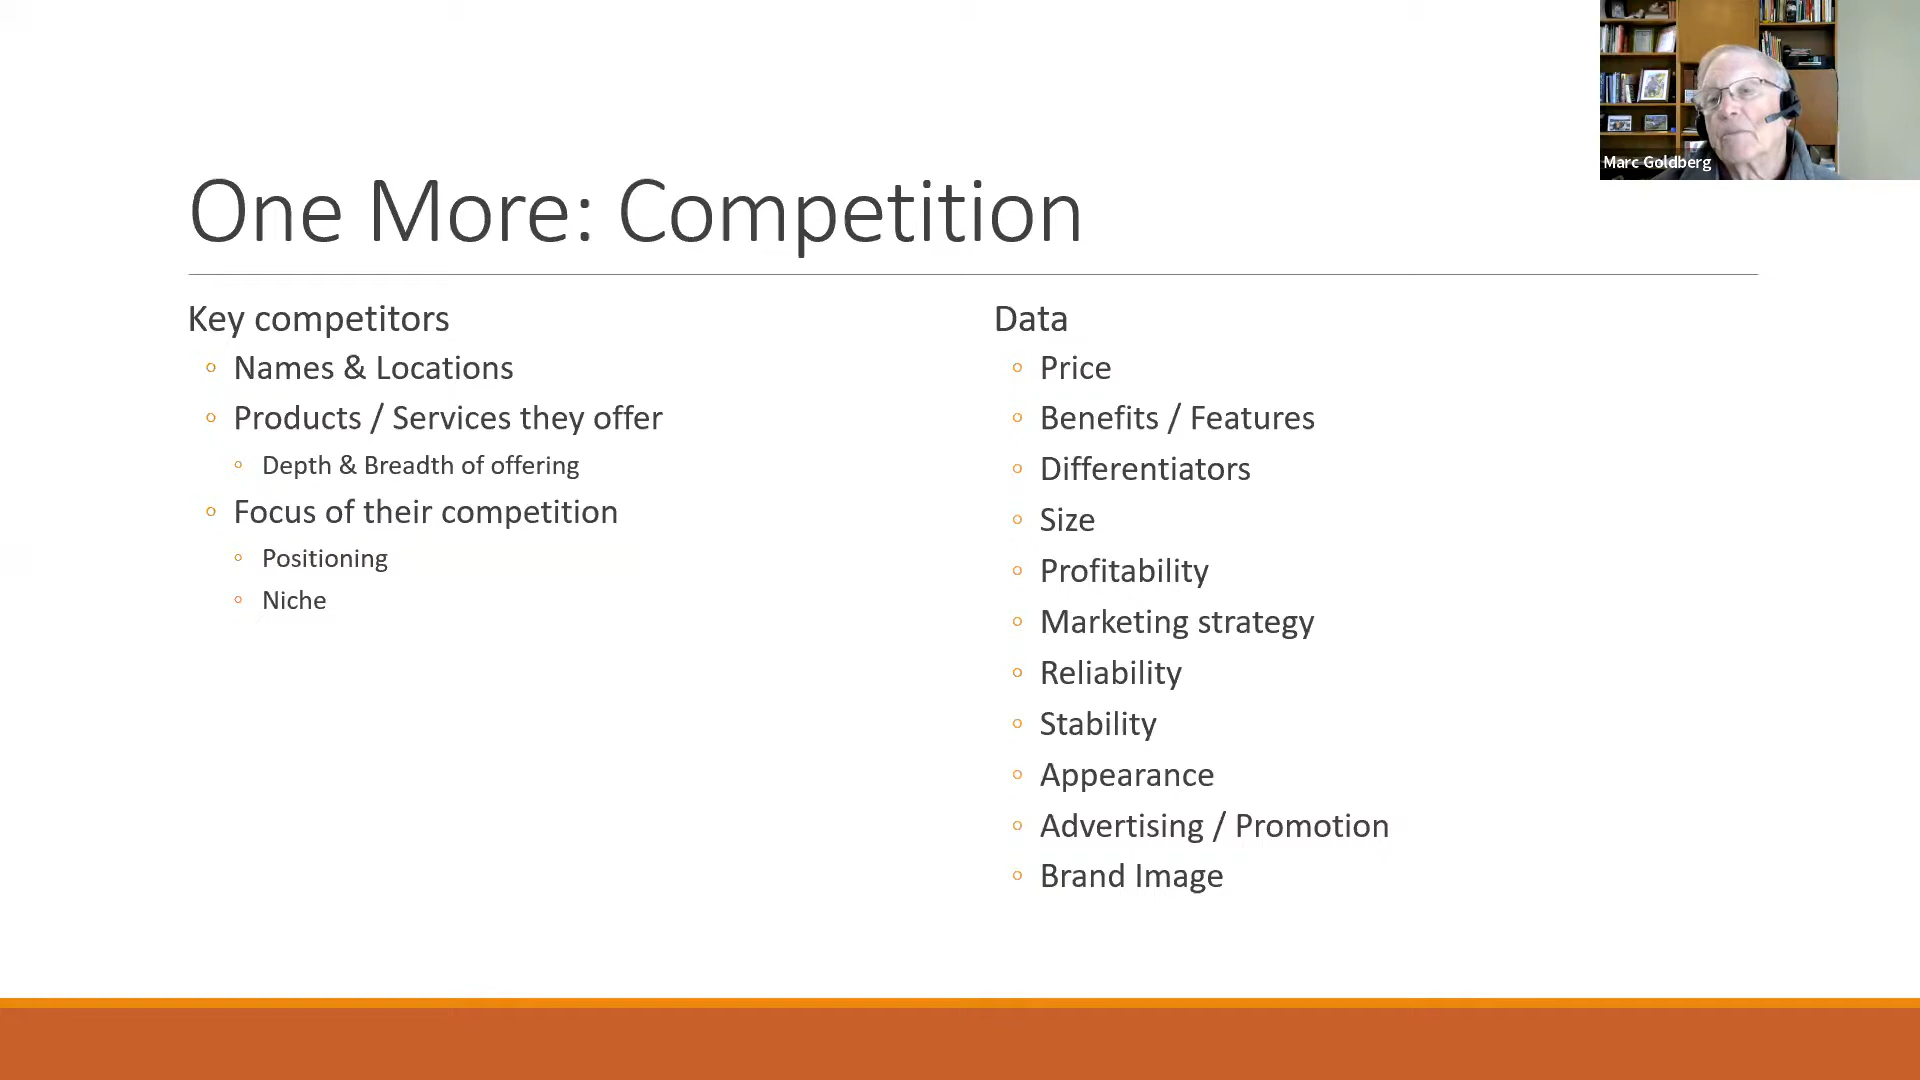 Marc Goldberg
One More: Competition
Key competitors
◦ Names & Locations
◦ Products / Services they offer
◦ Depth & Breadth of offering
◦ Focus of their competition
◦ Positioning
◦ Niche
Data
◦ Price
◦ Benefits / Features
◦ Differentiators
◦ Size
◦ Profitability
◦ Marketing strategy
◦ Reliability
◦ Stability
◦ Appearance
◦ Advertising / Promotion
◦ Brand Image